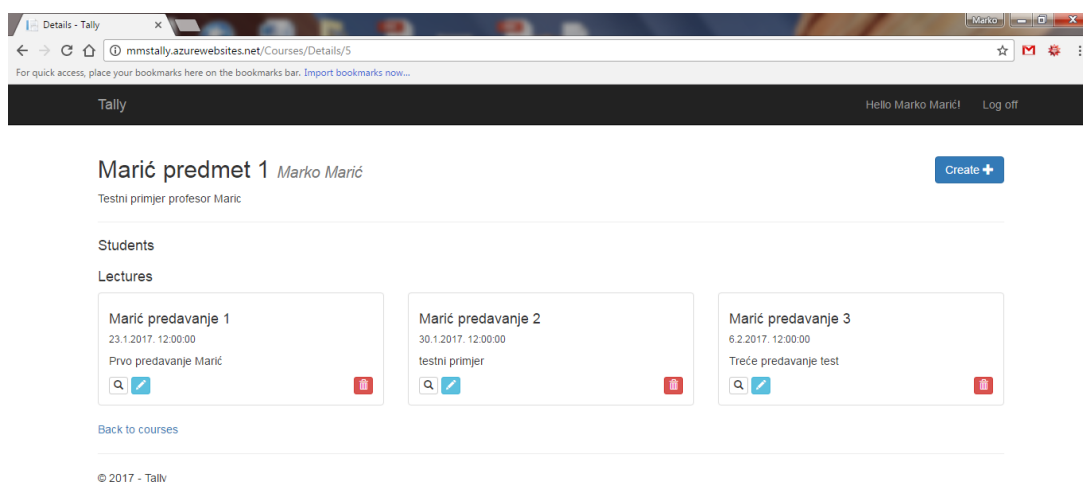 Details - Tally
Marko
mmstally.azurewebsites.net/Courses/Details/5
For quick access, place your bookmarks here on the bookmarks bar. Import bookmarks now...
Tally Hello Marko Marić! Log off
Marić predmet 1 Marko Marić Create
Testni primjer profesor Maric
Students
Lectures
Marić predavanje 1
23.1.2017. 12:00:00
Prvo predavanje Marić
Marić predavanje 2
30.1.2017. 12:00:00
testni primjer
Marić predavanje 3
6.2.2017. 12:00:00
Treće predavanje test
Back to courses
© 2017 - Tally